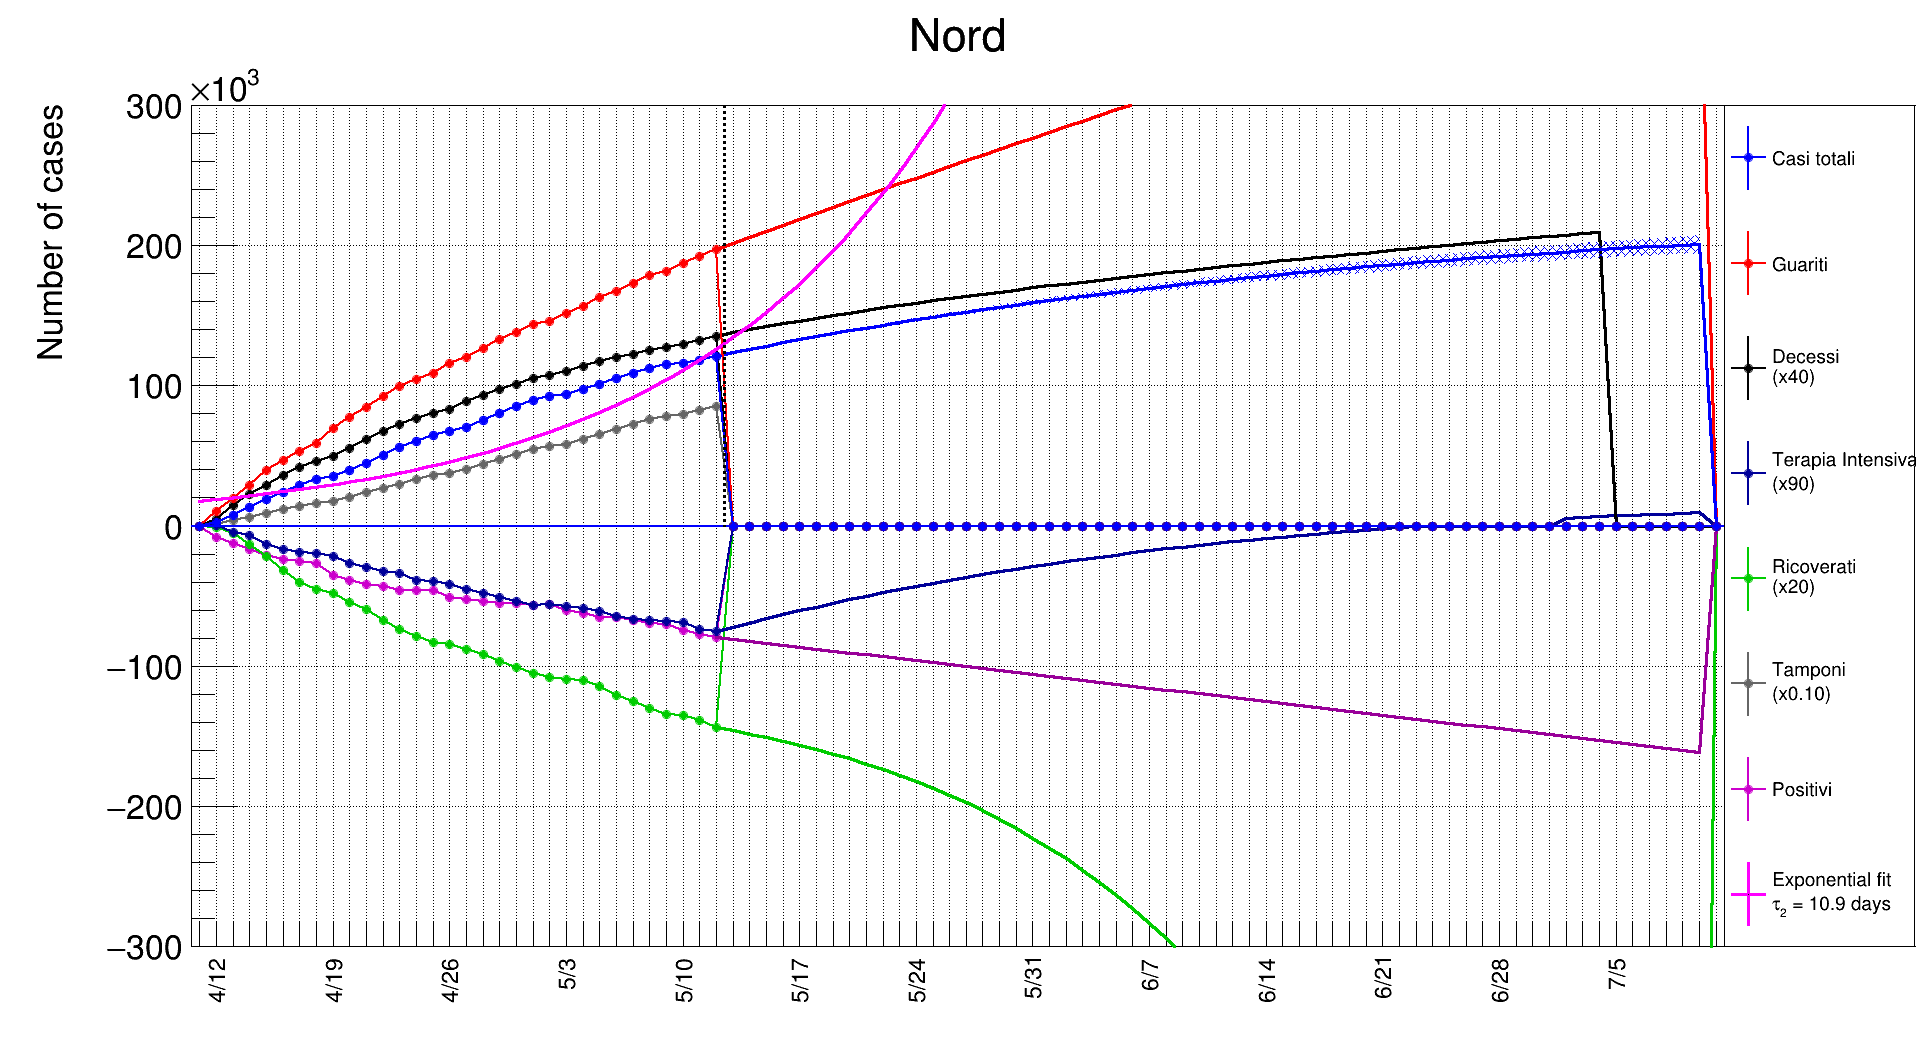 Nord
×10³
Number of cases
300
200
100
0
−100
−200
−300
4/12
4/19
4/26
5/3
5/10
5/17
5/24
5/31
6/7
6/14
6/21
6/28
7/5
Casi totali
Guariti
Decessi
(x40)
Terapia Intensiva
(x90)
Ricoverati
(x20)
Tamponi
(x0.10)
Positivi
Exponential fit
τ₂ = 10.9 days